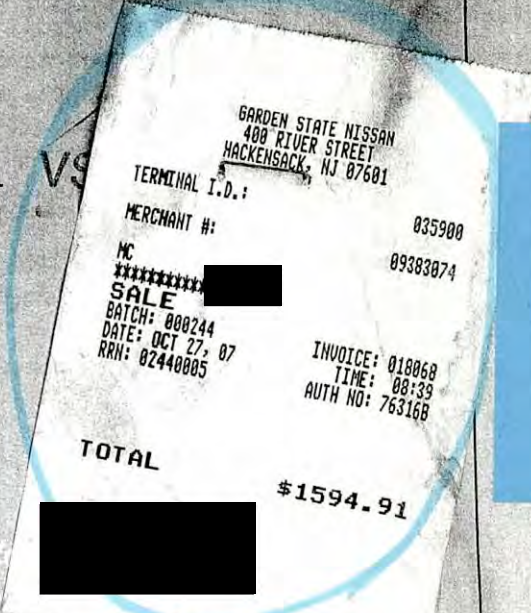 GARDEN STATE NISSAN
400 RIVER STREET
HACKENSACK, NJ 07601
VS
TERMINAL I.D.: 035900
MERCHANT #: 09383074
MC
XXXXXXXXXXXX
SALE
BATCH: 000244 INVOICE: 018068
DATE: OCT 27, 07 TIME: 08:39
RRN: 02440005 AUTH NO: 76316B
TOTAL $1594.91